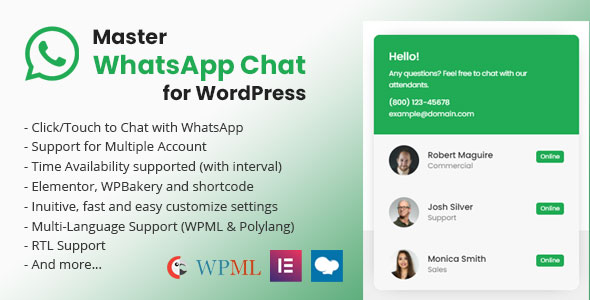 Master
WhatsApp Chat
for WordPress
- Click/Touch to Chat with WhatsApp
- Support for Multiple Account
- Time Availability supported (with interval)
- Elementor, WPBakery and shortcode
- Inuitive, fast and easy customize settings
- Multi-Language Support (WPML & Polylang)
- RTL Support
- And more...
WPML
Hello!
Any questions? Feel free to chat with our
attendants.
(800) 123-45678
example@domain.com
Robert Maguire
Online
Commercial
Josh Silver
Online
Support
Monica Smith
Online
Sales